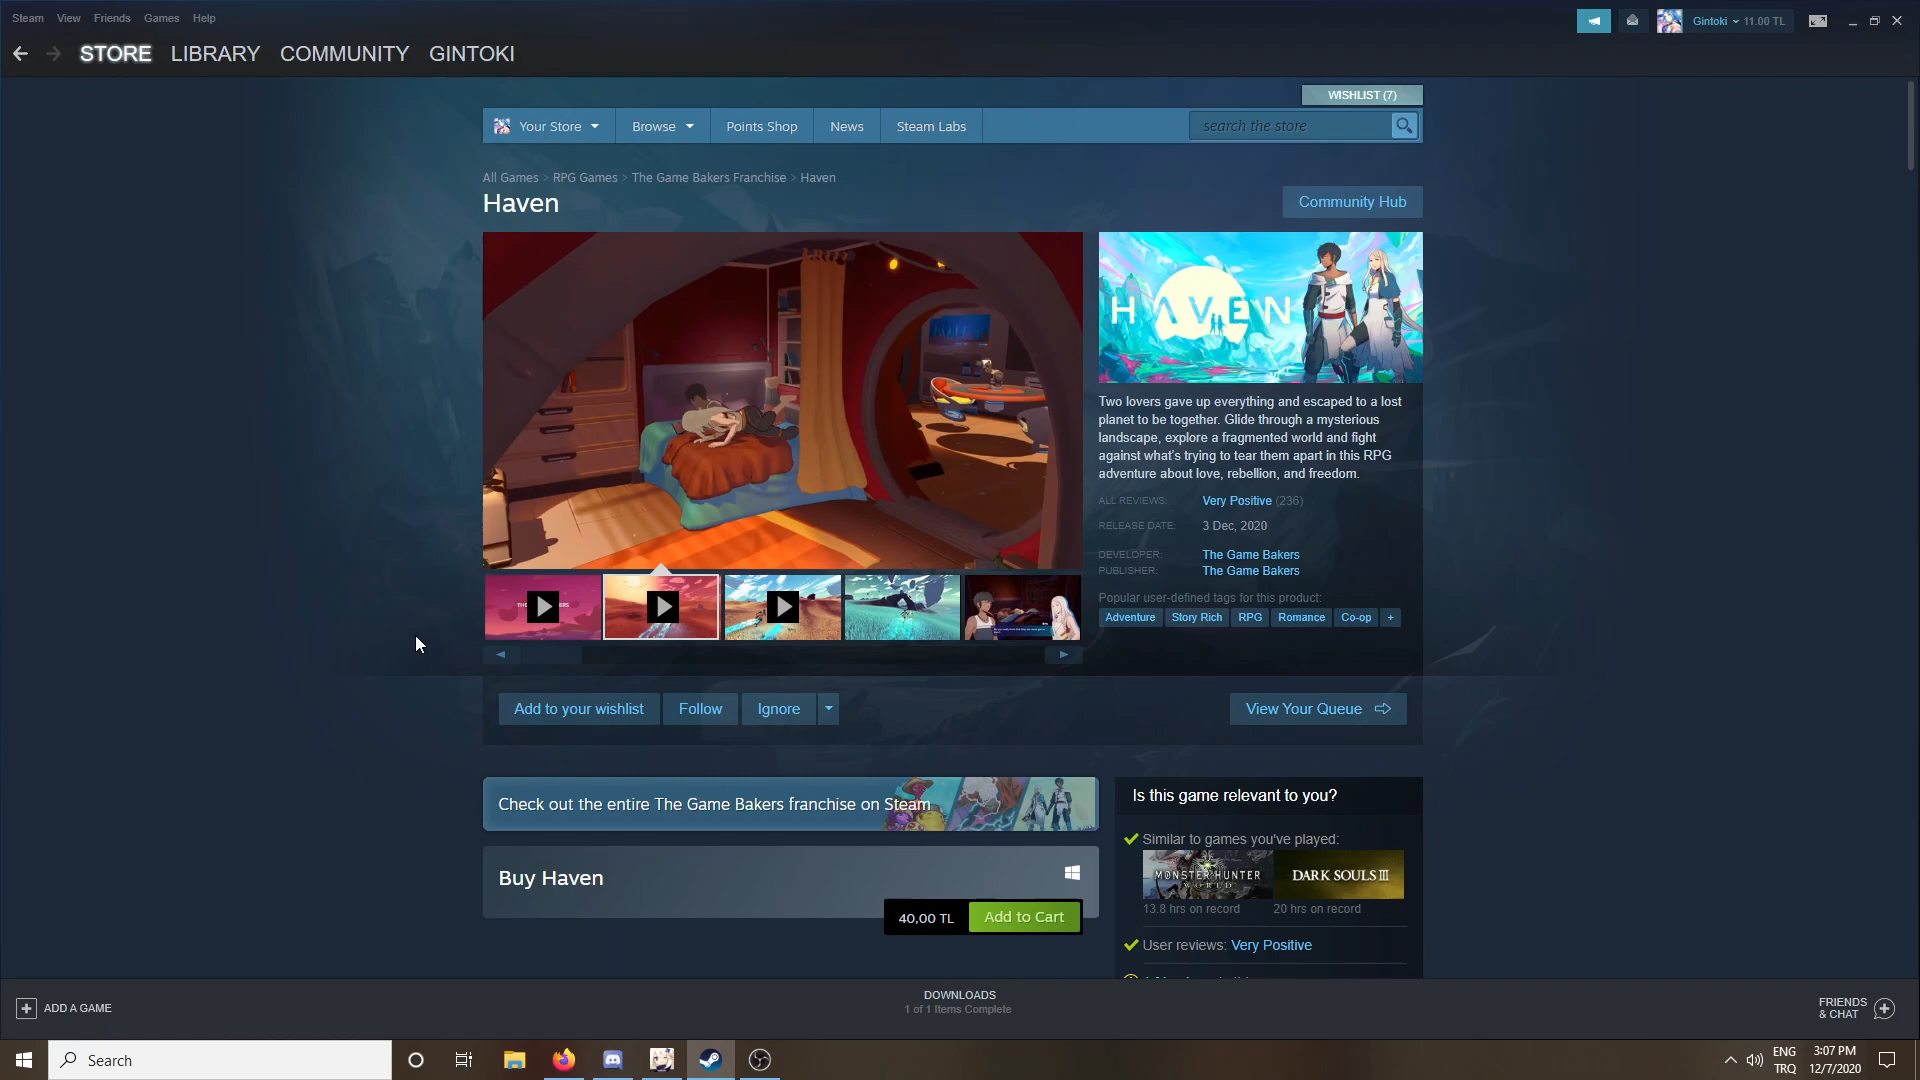 Steam View Friends Games Help
Gintoki 11.00 TL
STORE LIBRARY COMMUNITY GINTOKI
WISHLIST (7)
Your Store Browse Points Shop News Steam Labs search the store
All Games > RPG Games > The Game Bakers Franchise > Haven
Haven
Community Hub
HAVEN
Two lovers gave up everything and escaped to a lost
planet to be together. Glide through a mysterious
landscape, explore a fragmented world and fight
against what's trying to tear them apart in this RPG
adventure about love, rebellion, and freedom.
ALL REVIEWS: Very Positive (236)
RELEASE DATE: 3 Dec, 2020
DEVELOPER: The Game Bakers
PUBLISHER: The Game Bakers
Popular user-defined tags for this product:
Adventure Story Rich RPG Romance Co-op +
Add to your wishlist Follow Ignore
View Your Queue
Check out the entire The Game Bakers franchise on Steam
Is this game relevant to you?
Similar to games you've played:
MONSTER HUNTER
WORLD
DARK SOULS III
13.8 hrs on record 20 hrs on record
Buy Haven
40,00 TL Add to Cart
User reviews: Very Positive
ADD A GAME
DOWNLOADS
1 of 1 Items Complete
FRIENDS
& CHAT
Search
ENG
TRQ
3:07 PM
12/7/2020